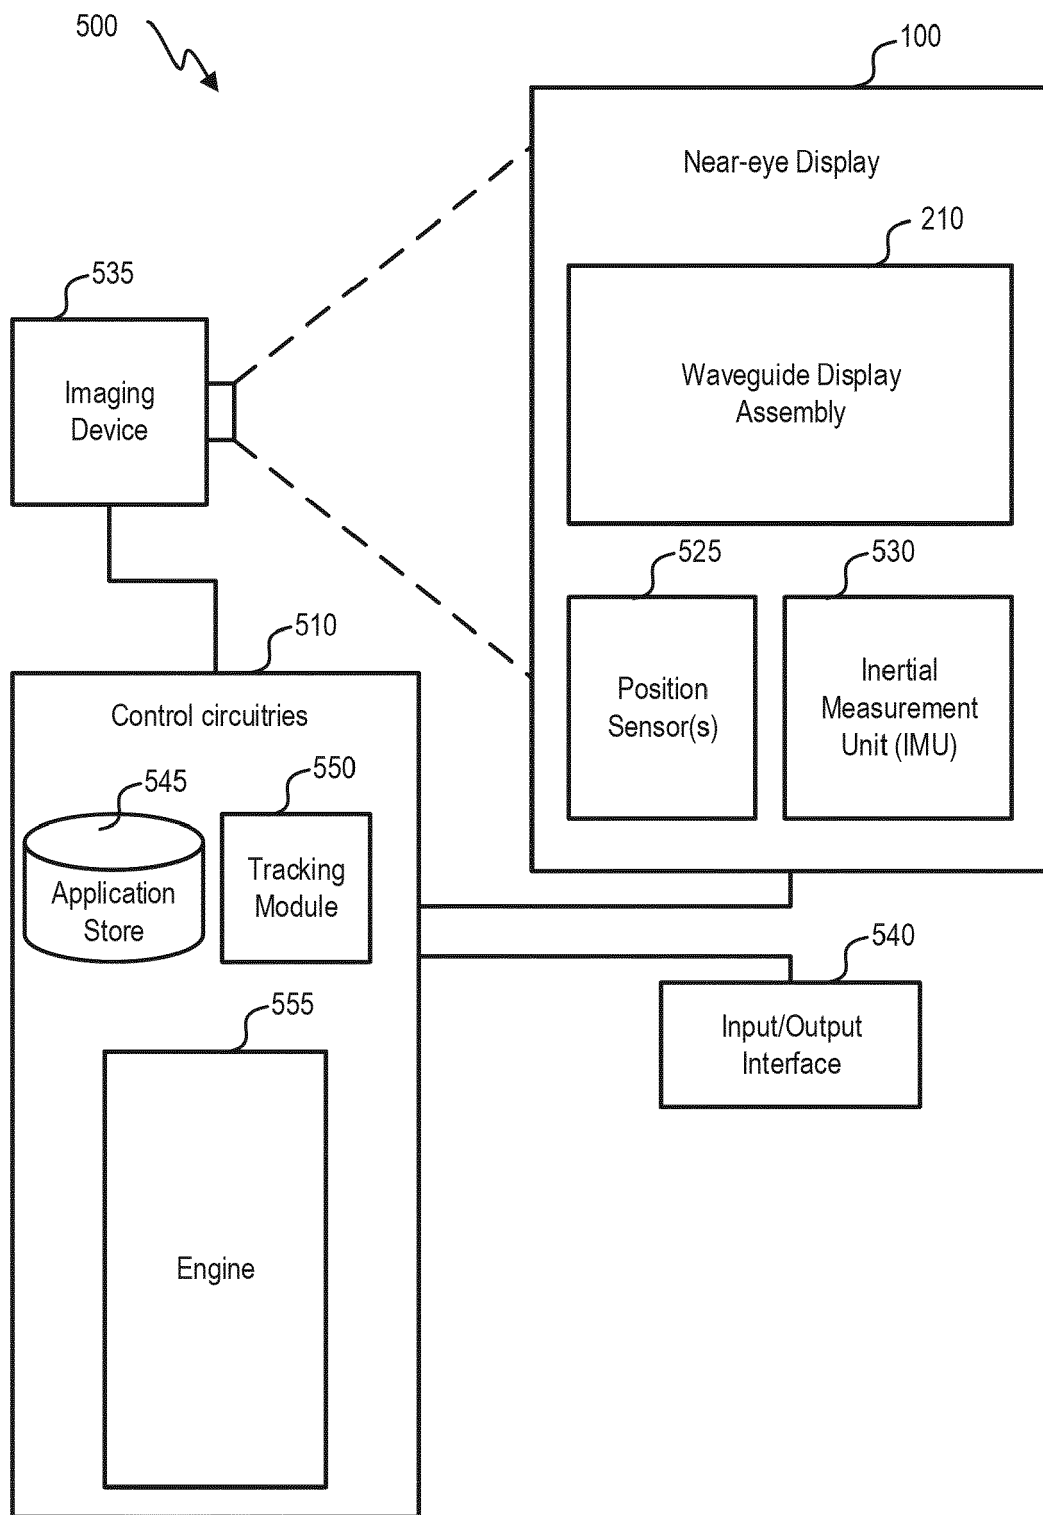 500
100
Near-eye Display
210
Waveguide Display
Assembly
535
Imaging
Device
525
Position
Sensor(s)
530
Inertial
Measurement
Unit (IMU)
510
Control circuitries
545
Application
Store
550
Tracking
Module
540
Input/Output
Interface
555
Engine